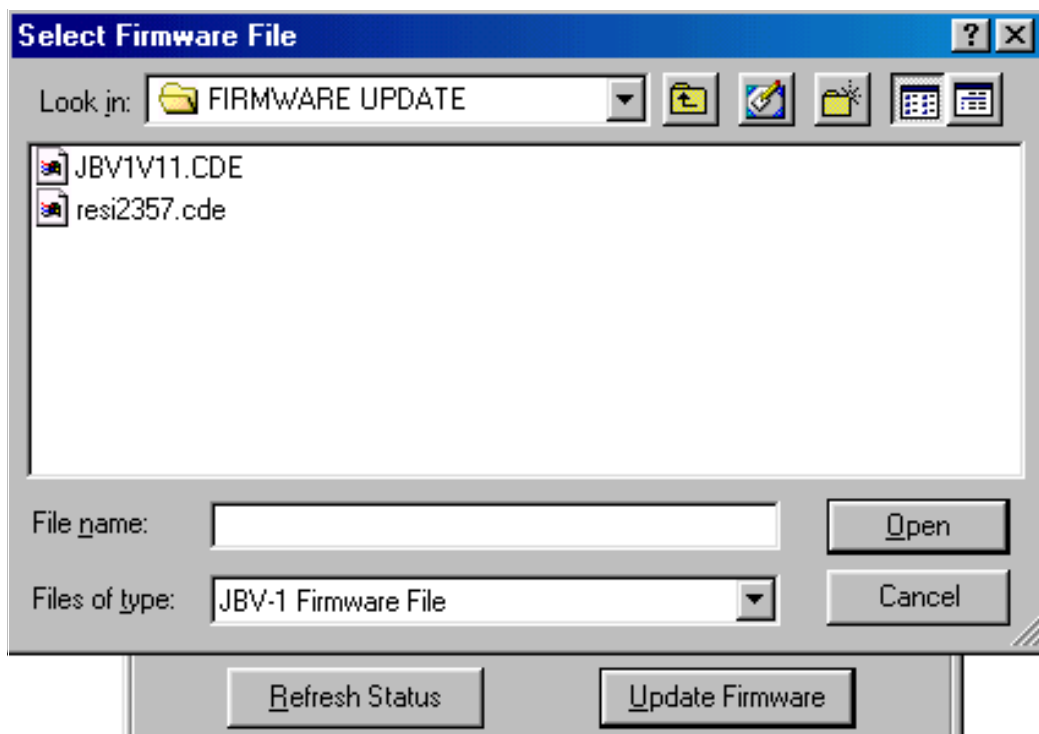 Select Firmware File
Look in: FIRMWARE UPDATE
JBV1V11.CDE
resi2357.cde
File name: Open
Files of type: JBV-1 Firmware File Cancel
Refresh Status Update Firmware